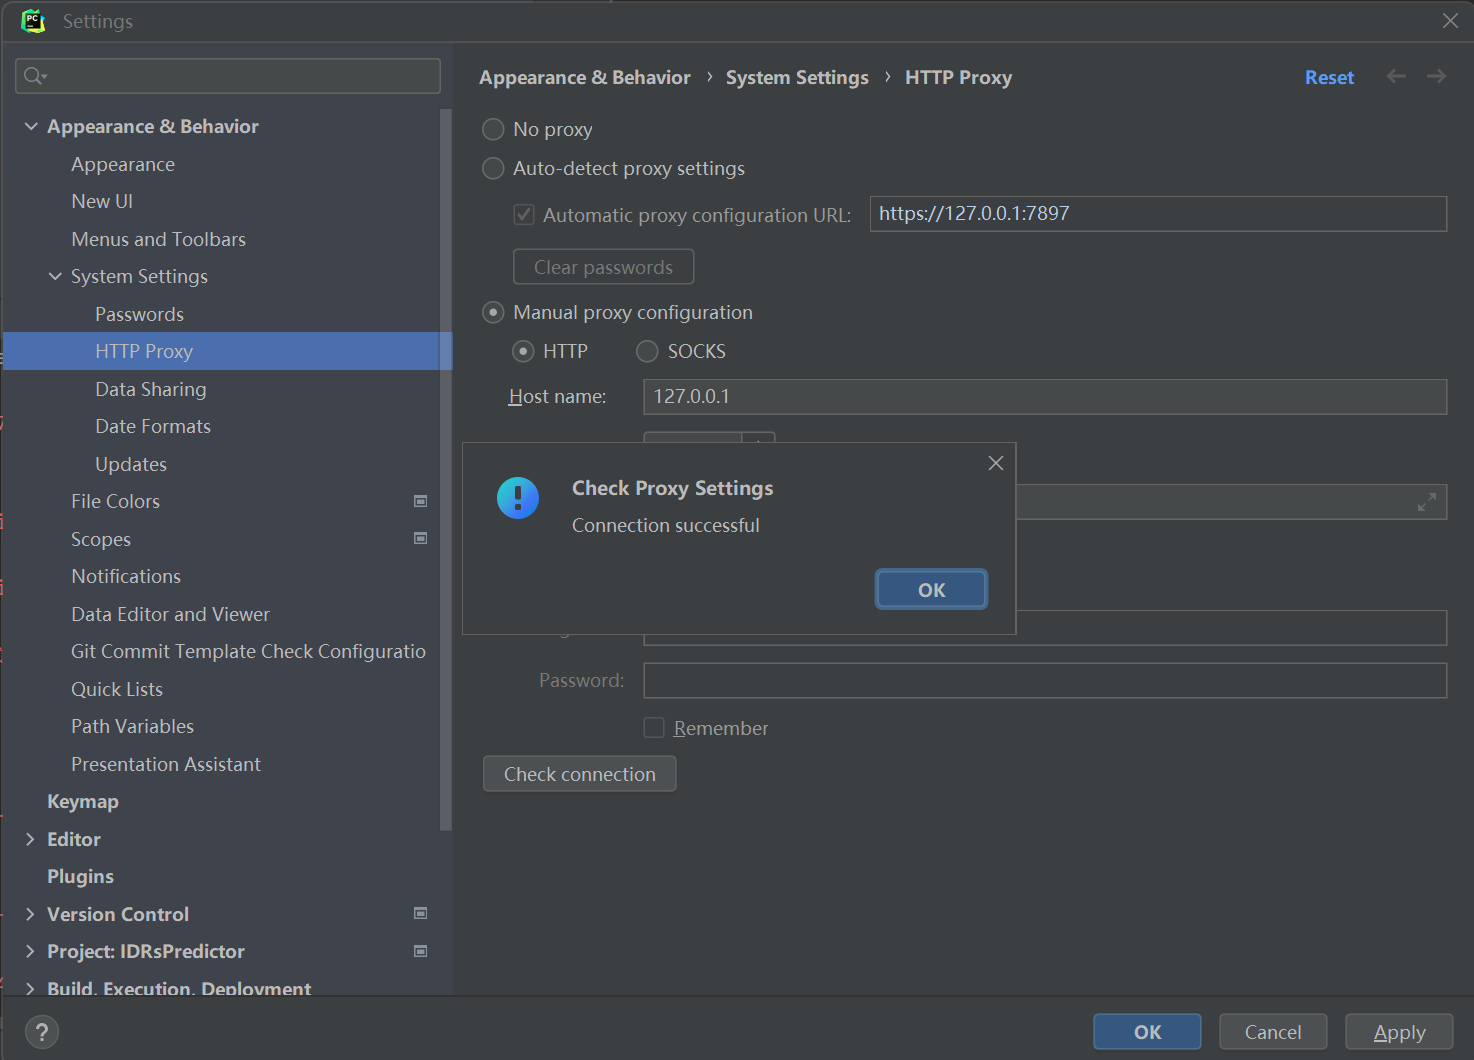 PC
Settings
Appearance & Behavior
Appearance
New UI
Menus and Toolbars
System Settings
Passwords
HTTP Proxy
Data Sharing
Date Formats
Updates
File Colors
Scopes
Notifications
Data Editor and Viewer
Git Commit Template Check Configuratio
Quick Lists
Path Variables
Presentation Assistant
Keymap
Editor
Plugins
Version Control
Project: IDRsPredictor
Build, Execution, Deployment
?
Appearance & Behavior › System Settings › HTTP Proxy
Reset
No proxy
Auto-detect proxy settings
Automatic proxy configuration URL: https://127.0.0.1:7897
Clear passwords
Manual proxy configuration
HTTP SOCKS
Host name: 127.0.0.1
Check Proxy Settings
Connection successful
OK
Password:
Remember
Check connection
OK Cancel Apply